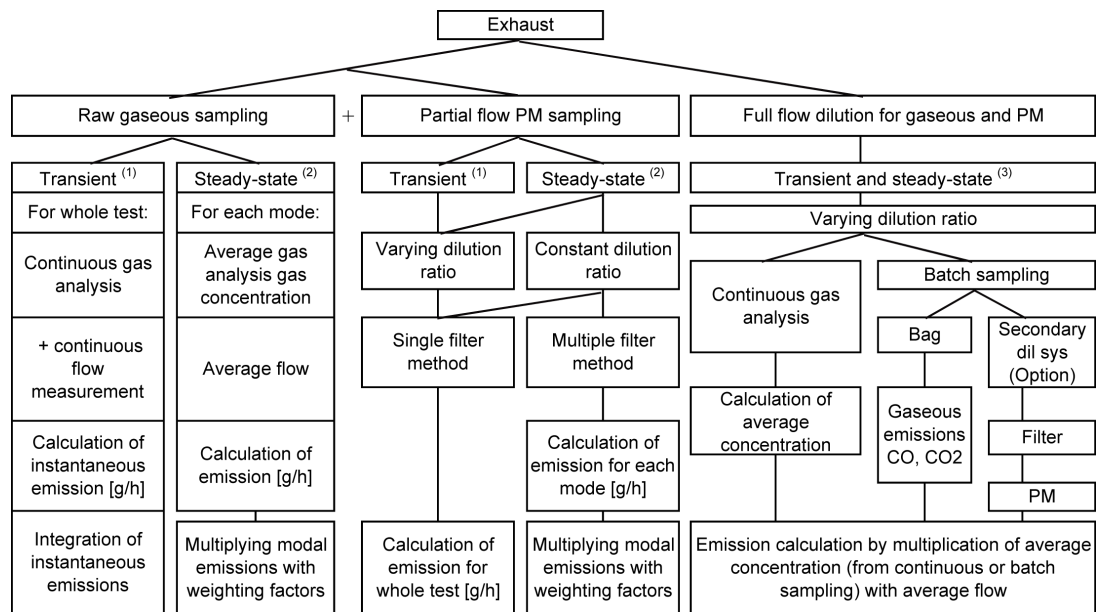 Exhaust
Raw gaseous sampling
+
Partial flow PM sampling
Full flow dilution for gaseous and PM
Transient (1)
Steady-state (2)
Transient (1)
Steady-state (2)
Transient and steady-state (3)
For whole test:
For each mode:
Varying dilution ratio
Continuous gas
analysis
Average gas
analysis gas
concentration
Varying dilution
ratio
Constant dilution
ratio
Continuous gas
analysis
Batch sampling
+ continuous
flow
measurement
Average flow
Single filter
method
Multiple filter
method
Bag
Secondary
dil sys
(Option)
Calculation of
average
concentration
Gaseous
emissions
CO, CO2
Filter
PM
Calculation of
instantaneous
emission [g/h]
Calculation of
emission [g/h]
Calculation of
emission for each
mode [g/h]
Integration of
instantaneous
emissions
Multiplying modal
emissions with
weighting factors
Calculation of
emission for
whole test [g/h]
Multiplying modal
emissions with
weighting factors
Emission calculation by multiplication of average
concentration (from continuous or batch
sampling) with average flow